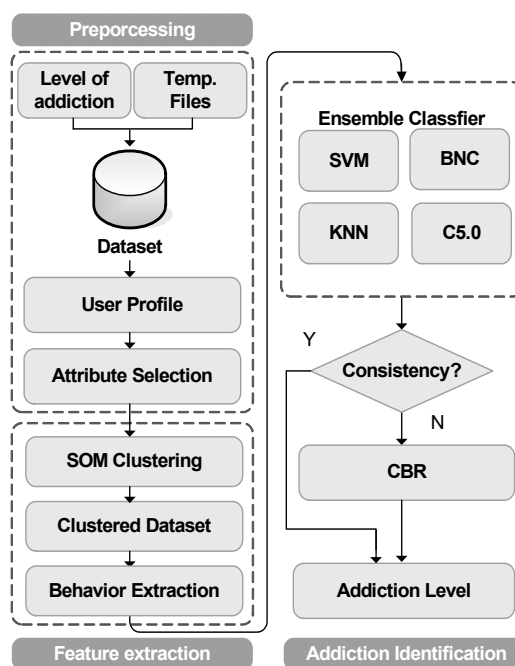 Preporcessing
Level of
addiction
Temp.
Files
Dataset
User Profile
Attribute Selection
SOM Clustering
Clustered Dataset
Behavior Extraction
Feature extraction
Ensemble Classfier
SVM
BNC
KNN
C5.0
Consistency?
Y
N
CBR
Addiction Level
Addiction Identification